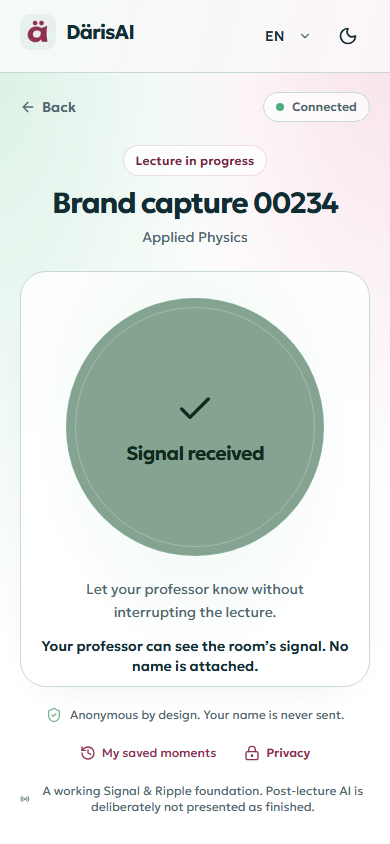 ä DärisAI
EN
Back
Connected
Lecture in progress
Brand capture 00234
Applied Physics
Signal received
Let your professor know without
interrupting the lecture.
Your professor can see the room’s signal. No
name is attached.
Anonymous by design. Your name is never sent.
My saved moments
Privacy
A working Signal & Ripple foundation. Post-lecture AI is
deliberately not presented as finished.